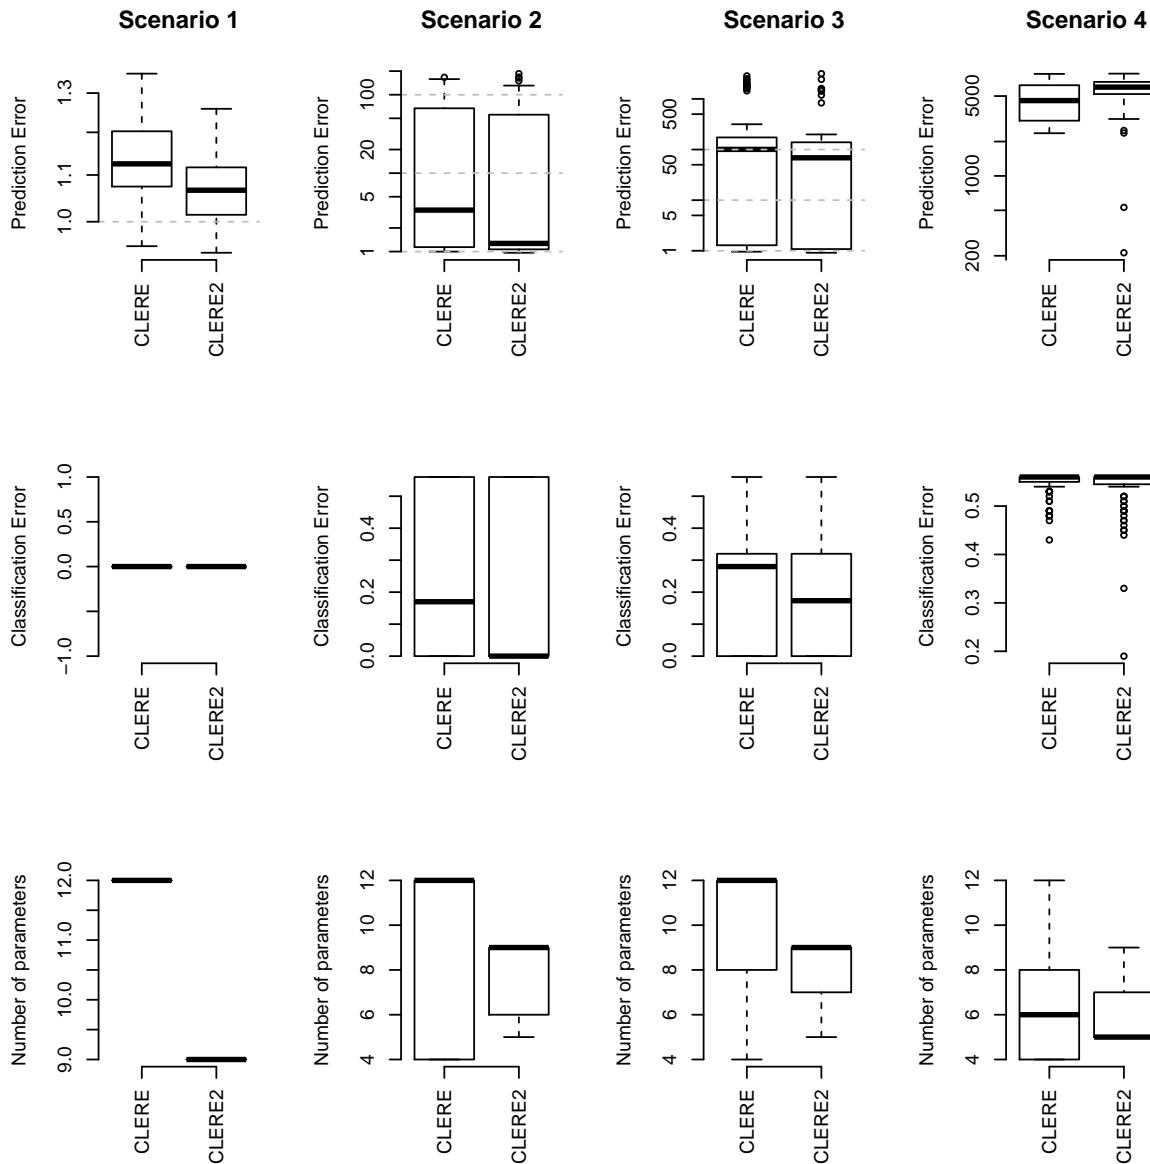 Scenario 1 Scenario 2 Scenario 3 Scenario 4
Prediction Error
1.0 1.1 1.3
CLERE CLERE2
Prediction Error
1 5 20 100
CLERE CLERE2
Prediction Error
1 5 50 500
CLERE CLERE2
Prediction Error
200 1000 5000
CLERE CLERE2
Classification Error
−1.0 0.0 0.5 1.0
CLERE CLERE2
Classification Error
0.0 0.2 0.4
CLERE CLERE2
Classification Error
0.0 0.2 0.4
CLERE CLERE2
Classification Error
0.2 0.3 0.4 0.5
CLERE CLERE2
Number of parameters
9.0 10.0 11.0 12.0
CLERE CLERE2
Number of parameters
4 6 8 10 12
CLERE CLERE2
Number of parameters
4 6 8 10 12
CLERE CLERE2
Number of parameters
4 6 8 10 12
CLERE CLERE2